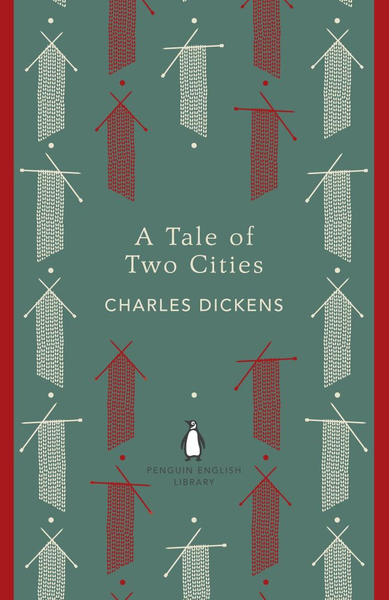 A Tale of
Two Cities
CHARLES DICKENS
PENGUIN ENGLISH
LIBRARY